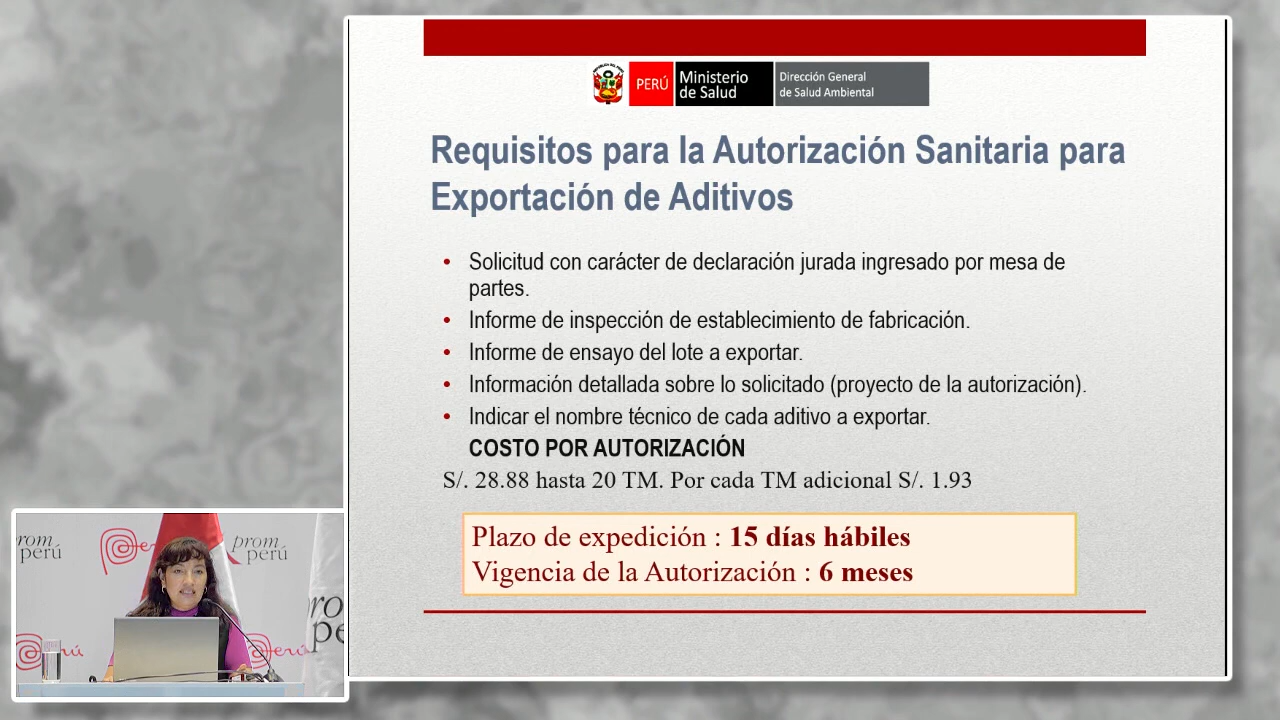 PERÚ
Ministerio
de Salud
Dirección General
de Salud Ambiental
Requisitos para la Autorización Sanitaria para
Exportación de Aditivos
• Solicitud con carácter de declaración jurada ingresado por mesa de
partes.
• Informe de inspección de establecimiento de fabricación.
• Informe de ensayo del lote a exportar.
• Información detallada sobre lo solicitado (proyecto de la autorización).
• Indicar el nombre técnico de cada aditivo a exportar.
COSTO POR AUTORIZACIÓN
S/. 28.88 hasta 20 TM. Por cada TM adicional S/. 1.93
Plazo de expedición : 15 días hábiles
Vigencia de la Autorización : 6 meses
prom
perú
Perú